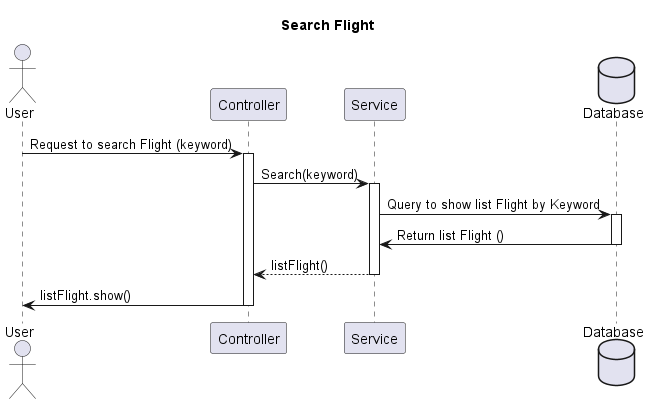 Search Flight
User
Controller
Service
Database
Request to search Flight (keyword)
Search(keyword)
Query to show list Flight by Keyword
Return list Flight ()
listFlight()
listFlight.show()
User
Controller
Service
Database